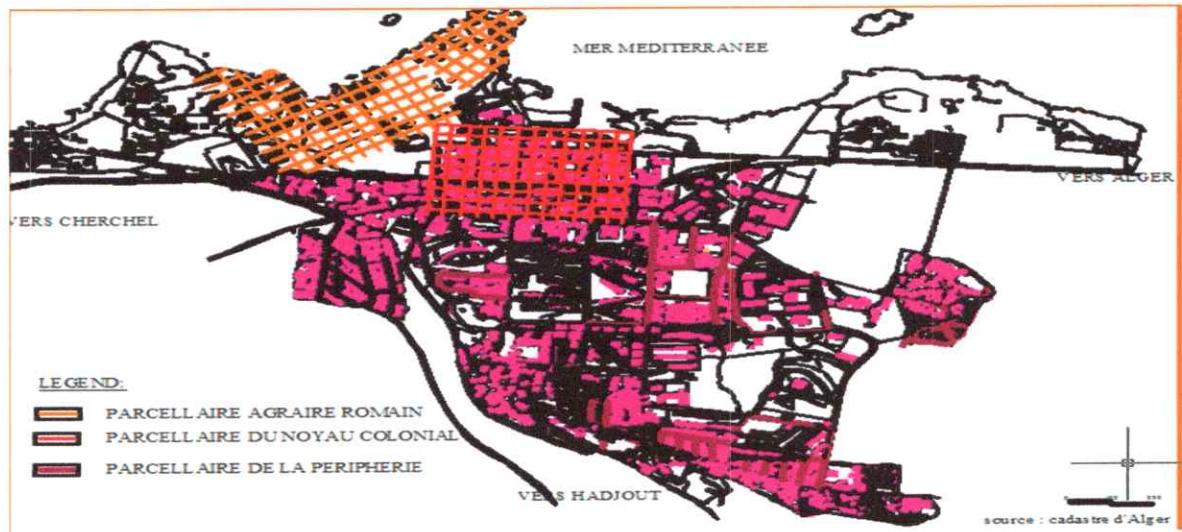 MER MEDITERRANEE
VERS ALGER
VERS CHERCHEL
LEGEND:
PARCELLAIRE AGRAIRE ROMAIN
PARCELLAIRE DU NOYAU COLONIAL
PARCELLAIRE DE LA PERIPHERIE
VERS HADJOUT
source : cadastre d'Alger